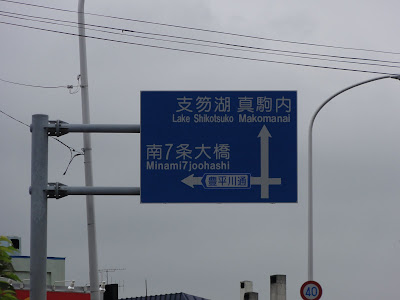 支笏湖 真駒内
Lake Shikotsuko Makomanai
南7条大橋
Minami7joohashi
豊平川通
40